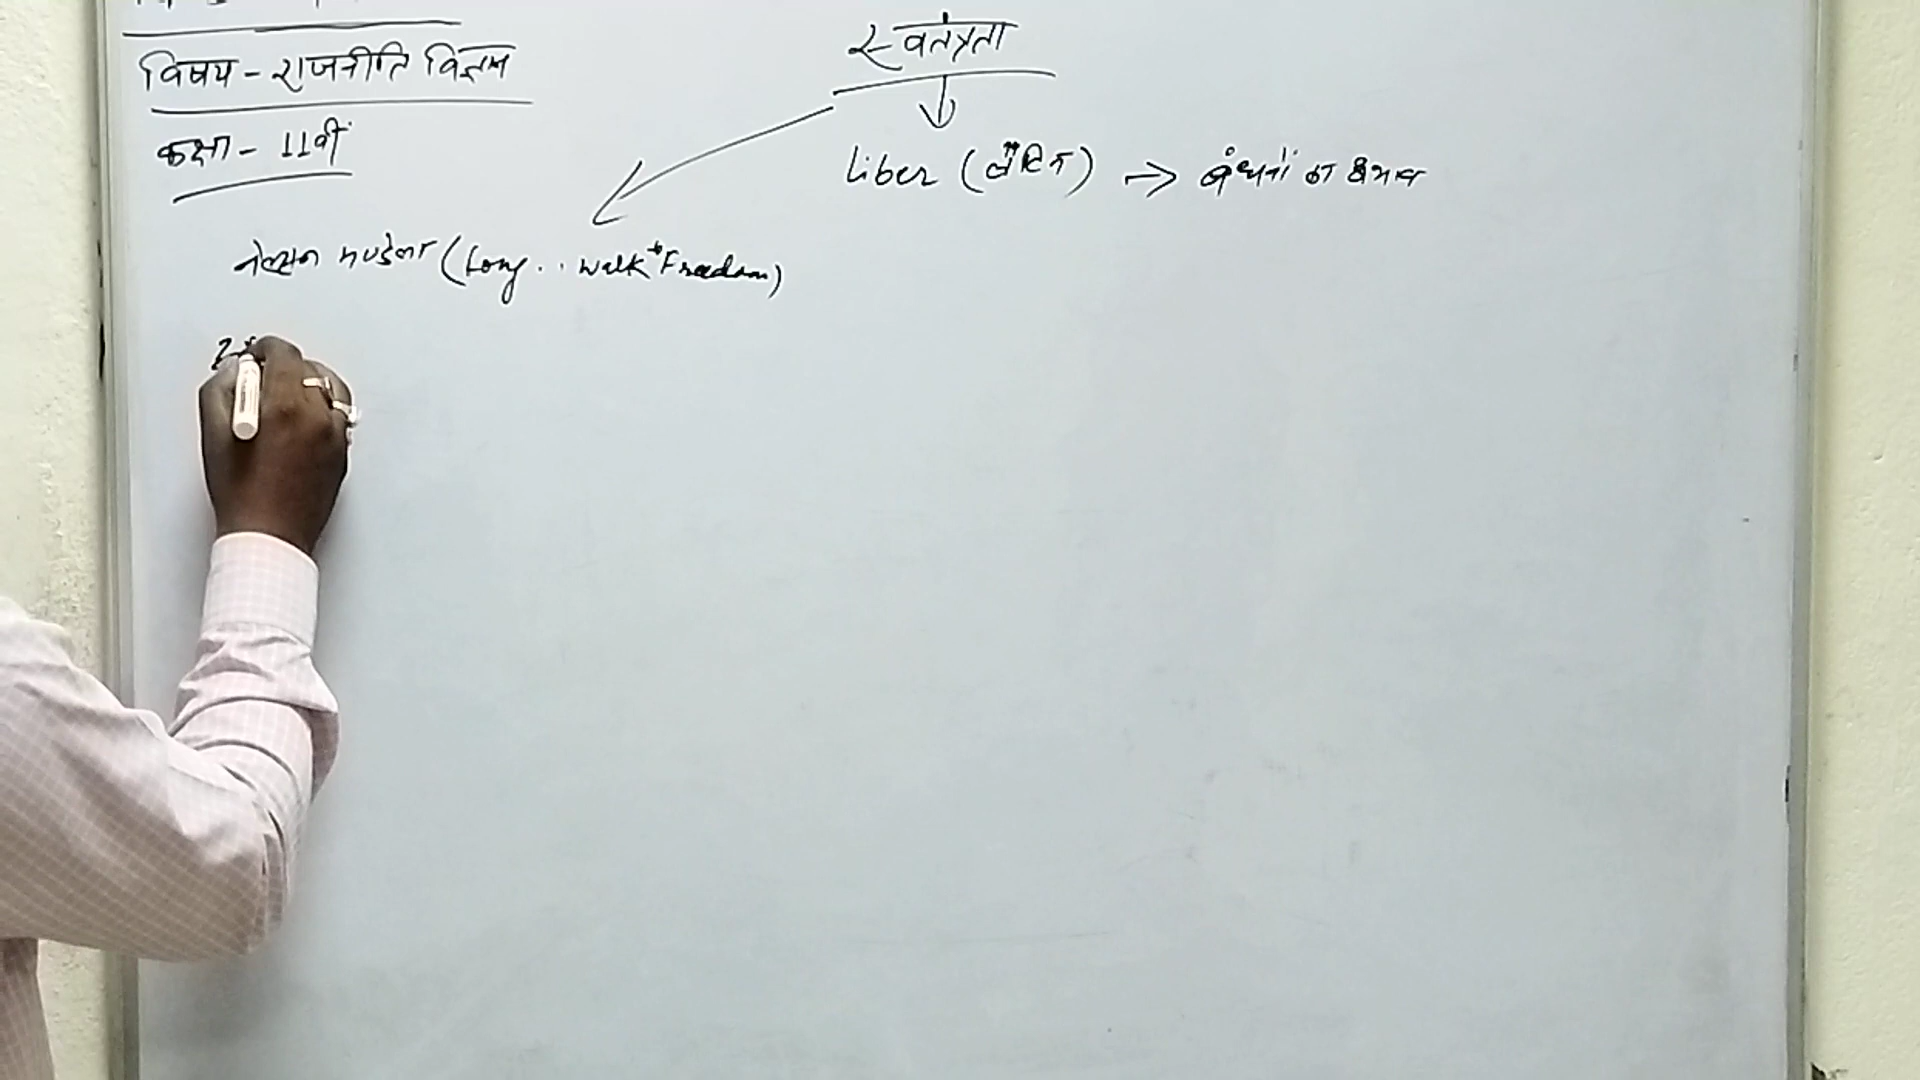 विषय - राजनीति विज्ञान
कक्षा - 11वीं
स्वतंत्रता
Liber (लैटिन) → बंधनों का अभाव
नेल्सन मण्डेला (Long .. walk to Freedom)